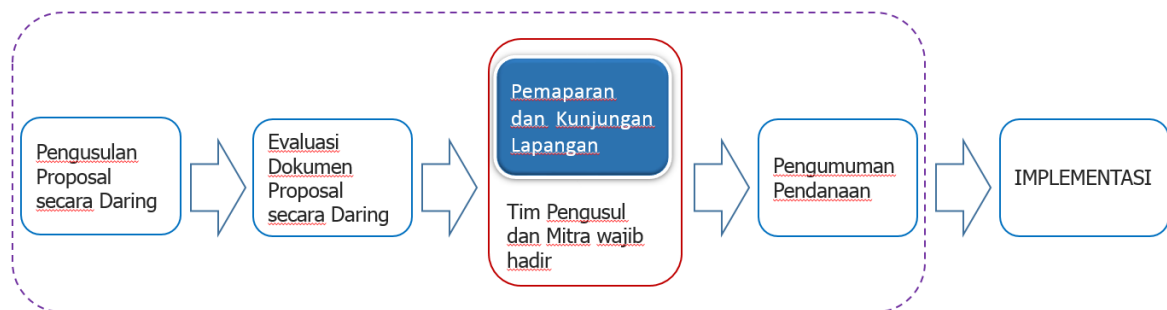 Pengusulan
Proposal
secara Daring
Evaluasi
Dokumen
Proposal
secara Daring
Pemaparan
dan Kunjungan
Lapangan
Tim Pengusul
dan Mitra wajib
hadir
Pengumuman
Pendanaan
IMPLEMENTASI